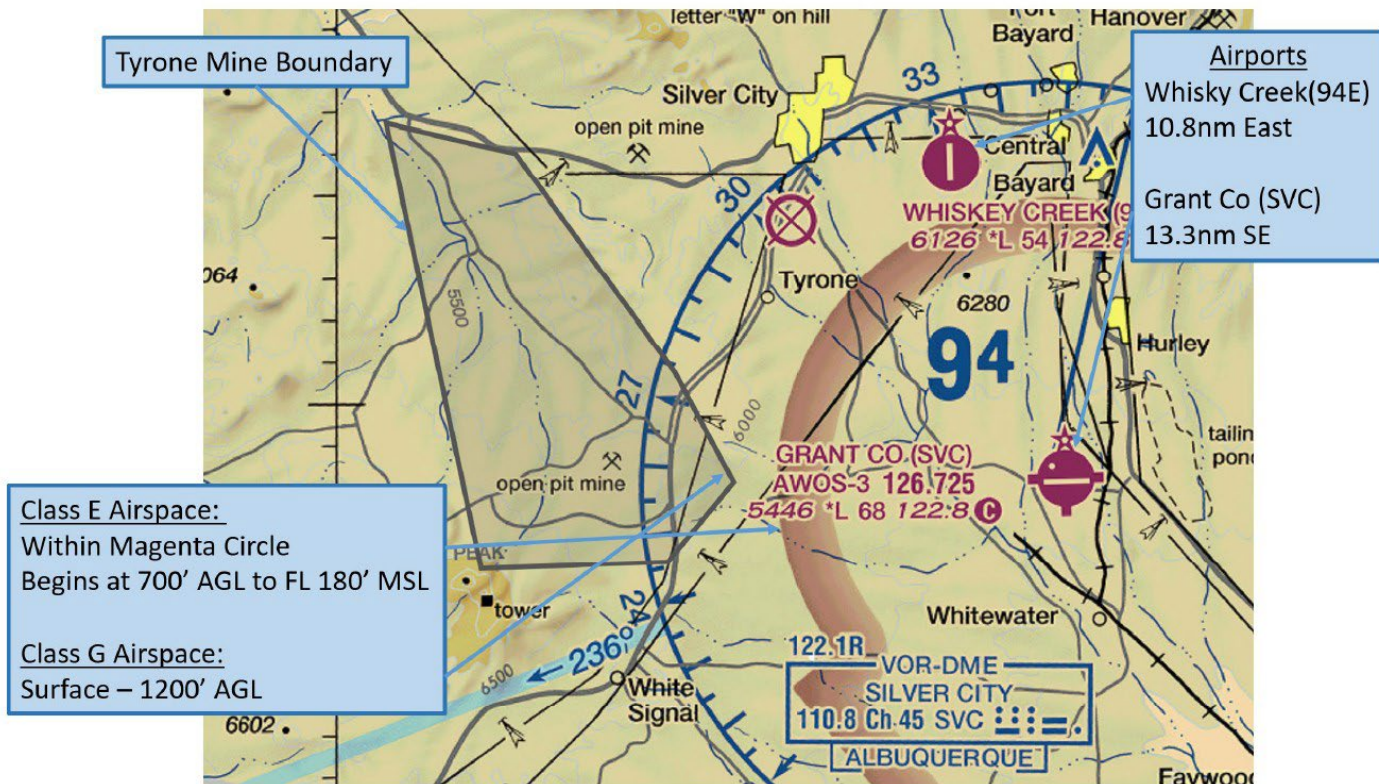 letter "W" on hill
Fort
Bayard
Hanover
Tyrone Mine Boundary
Airports
Whisky Creek(94E)
10.8nm East
Grant Co (SVC)
13.3nm SE
Silver City
33
open pit mine
Central
Bayard
30
WHISKEY CREEK (9
6126 *L 54 122.8
Tyrone
064
5500
6280
94
Hurley
27
6000
GRANT CO (SVC)
AWOS-3 126.725
5446 *L 68 122.8 C
tailin
pon
open pit mine
Class E Airspace:
Within Magenta Circle
Begins at 700' AGL to FL 180' MSL
Class G Airspace:
Surface – 1200' AGL
PEAK
tower
24
236°
6500
6602
White
Signal
Whitewater
122.1R
VOR-DME
SILVER CITY
110.8 Ch 45 SVC
ALBUQUERQUE
Faywoo